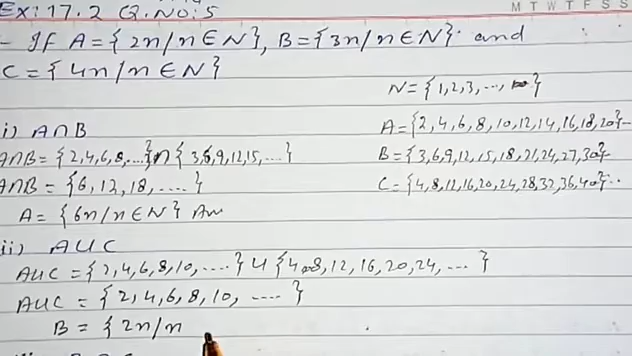 Ex: 17.2 Q.NO: 5
M T W T F S S
- If A = {2n/n ∈ N}, B = {3n/n ∈ N} and
C = {4n/n ∈ N}
N = {1,2,3, ..., ∞}
i) A∩B
A = {2,4,6,8,10,12,14,16,18,20}--
A∩B = {2,4,6,8,....} ∩ {3,6,9,12,15,....}
B = {3,6,9,12,15,18,21,24,27,30}--
A∩B = {6,12,18,....}
C = {4,8,12,16,20,24,28,32,36,40}..
A = {6n/n ∈ N} Ans
ii) A∪C
A∪C = {2,4,6,8,10,....} ∪ {4,8,12,16,20,24,...}
A∪C = {2,4,6,8,10, ....}
B = {2n/n